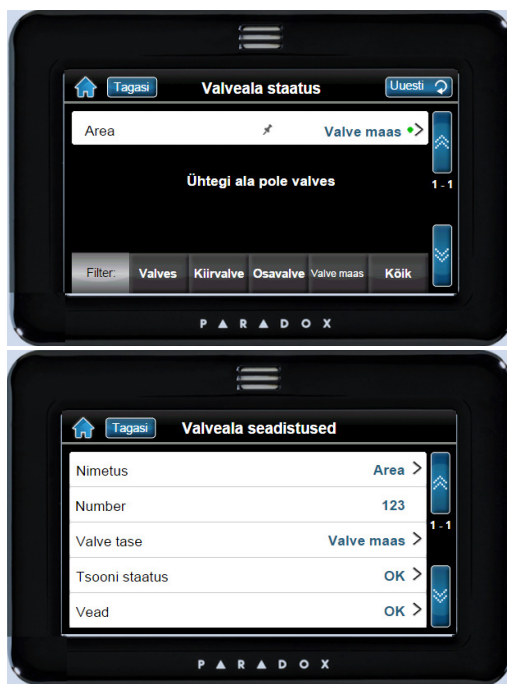 Tagasi Valveala staatus Uuesti
Area Valve maas
Ühtegi ala pole valves
1 - 1
Filter: Valves Kiirvalve Osavalve Valve maas Kõik
PARADOX
Tagasi Valveala seadistused
Nimetus Area
Number 123
1 - 1
Valve tase Valve maas
Tsooni staatus OK
Vead OK
PARADOX